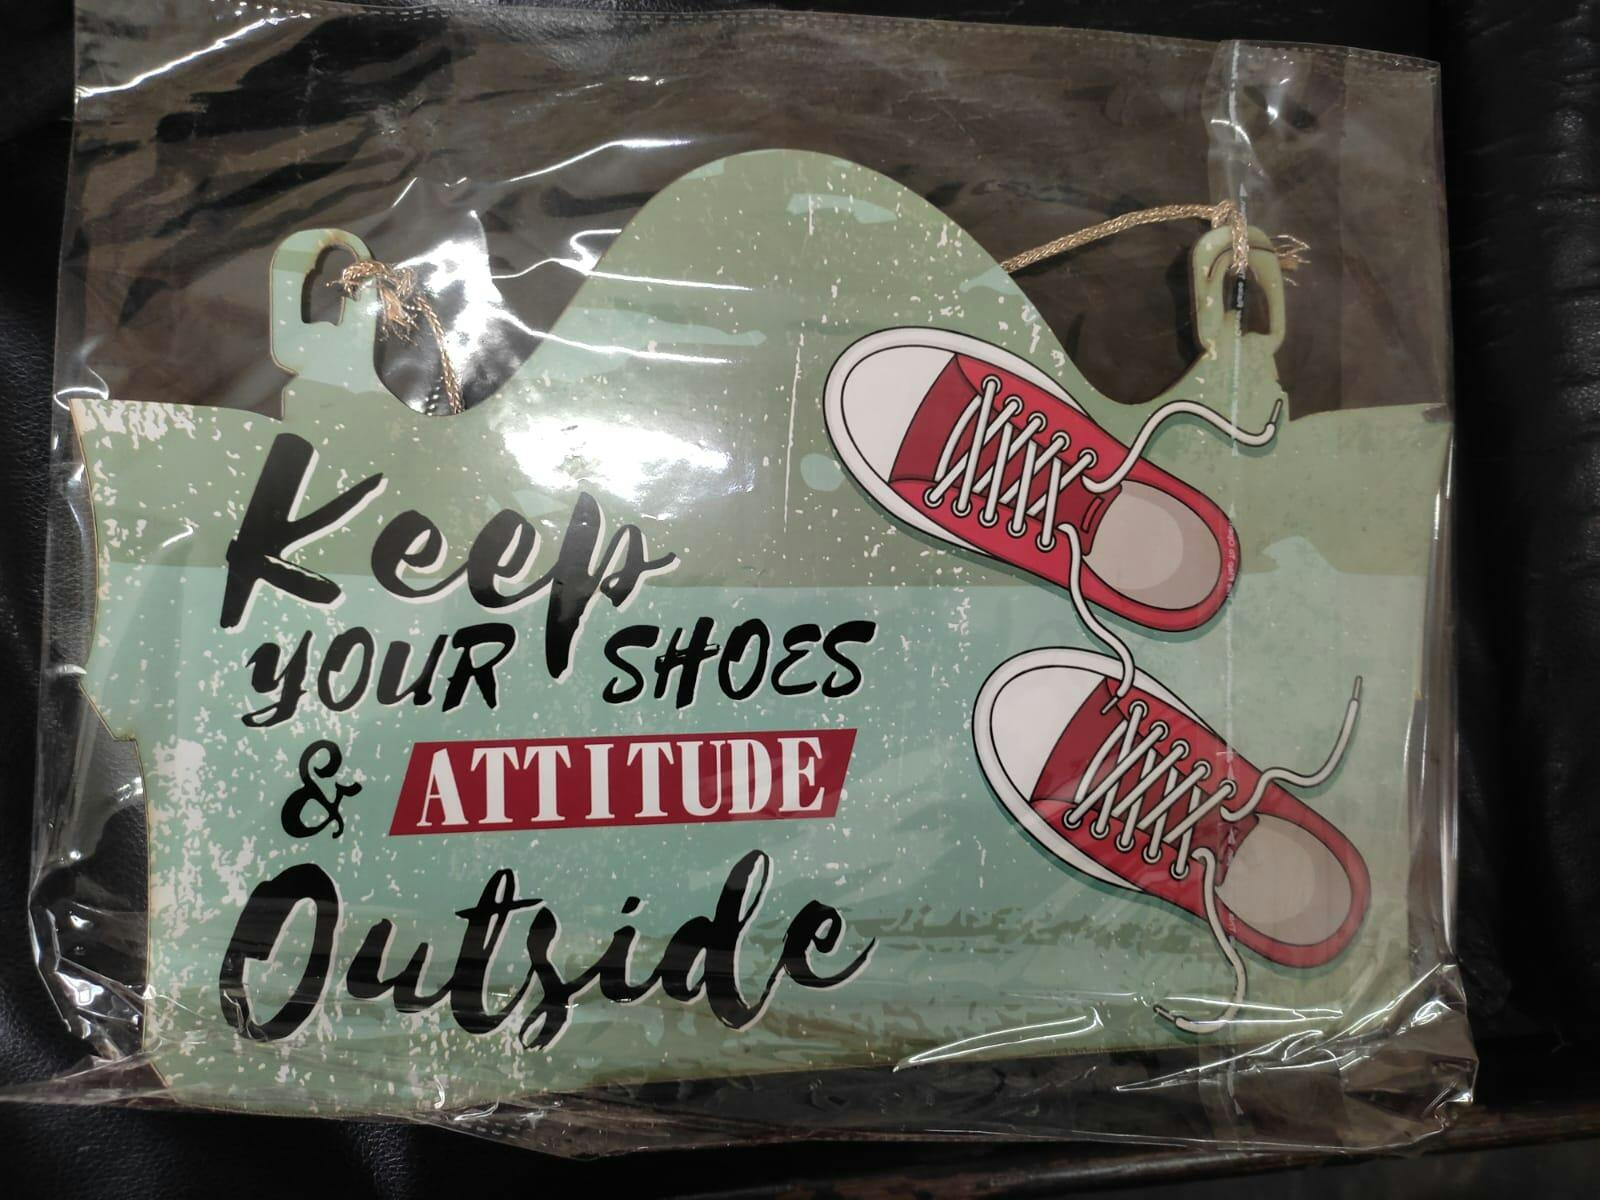 Keep
YOUR SHOES
& ATTITUDE
Outside